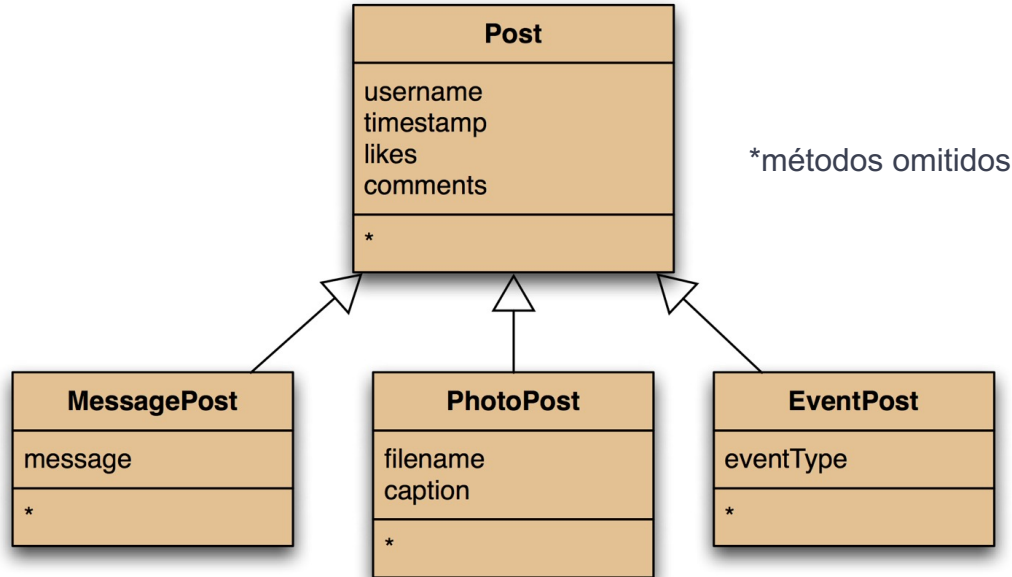 Post
username
timestamp
likes
comments
*
*métodos omitidos
MessagePost
message
*
PhotoPost
filename
caption
*
EventPost
eventType
*